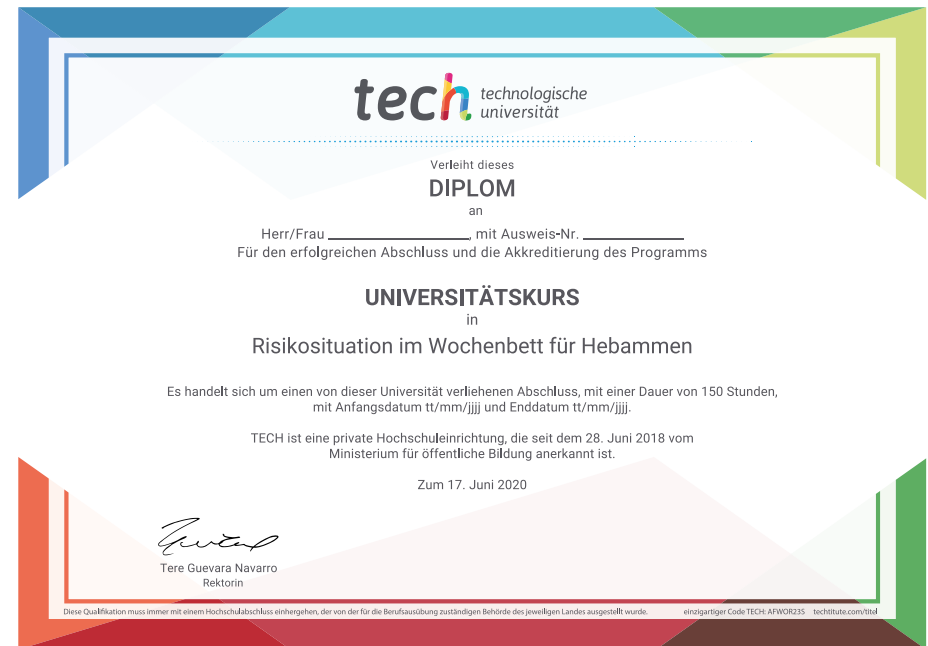 tech technologische
universität
Verleiht dieses
DIPLOM
an
Herr/Frau ____________________, mit Ausweis-Nr. ______________
Für den erfolgreichen Abschluss und die Akkreditierung des Programms
UNIVERSITÄTSKURS
in
Risikosituation im Wochenbett für Hebammen
Es handelt sich um einen von dieser Universität verliehenen Abschluss, mit einer Dauer von 150 Stunden,
mit Anfangsdatum tt/mm/jjjj und Enddatum tt/mm/jjjj.
TECH ist eine private Hochschuleinrichtung, die seit dem 28. Juni 2018 vom
Ministerium für öffentliche Bildung anerkannt ist.
Zum 17. Juni 2020
Tere Guevara Navarro
Rektorin
Diese Qualifikation muss immer mit einem Hochschulabschluss einhergehen, der von der für die Berufsausübung zuständigen Behörde des jeweiligen Landes ausgestellt wurde. einzigartiger Code TECH: AFWOR235 techtitute.com/titel